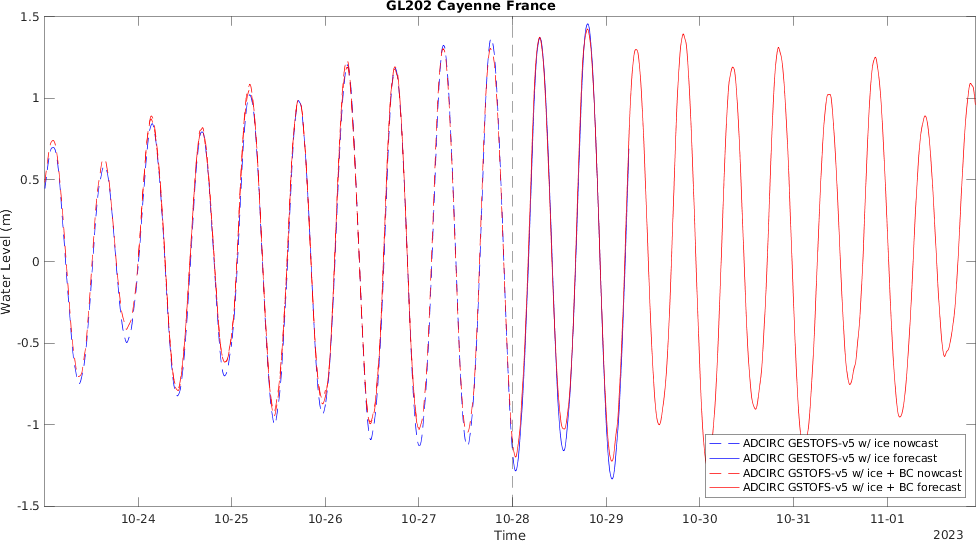 GL202 Cayenne France
1.5
1
0.5
0
-0.5
-1
-1.5
Water Level (m)
10-24 10-25 10-26 10-27 10-28 10-29 10-30 10-31 11-01
Time
2023
ADCIRC GESTOFS-v5 w/ ice nowcast
ADCIRC GESTOFS-v5 w/ ice forecast
ADCIRC GSTOFS-v5 w/ ice + BC nowcast
ADCIRC GSTOFS-v5 w/ ice + BC forecast